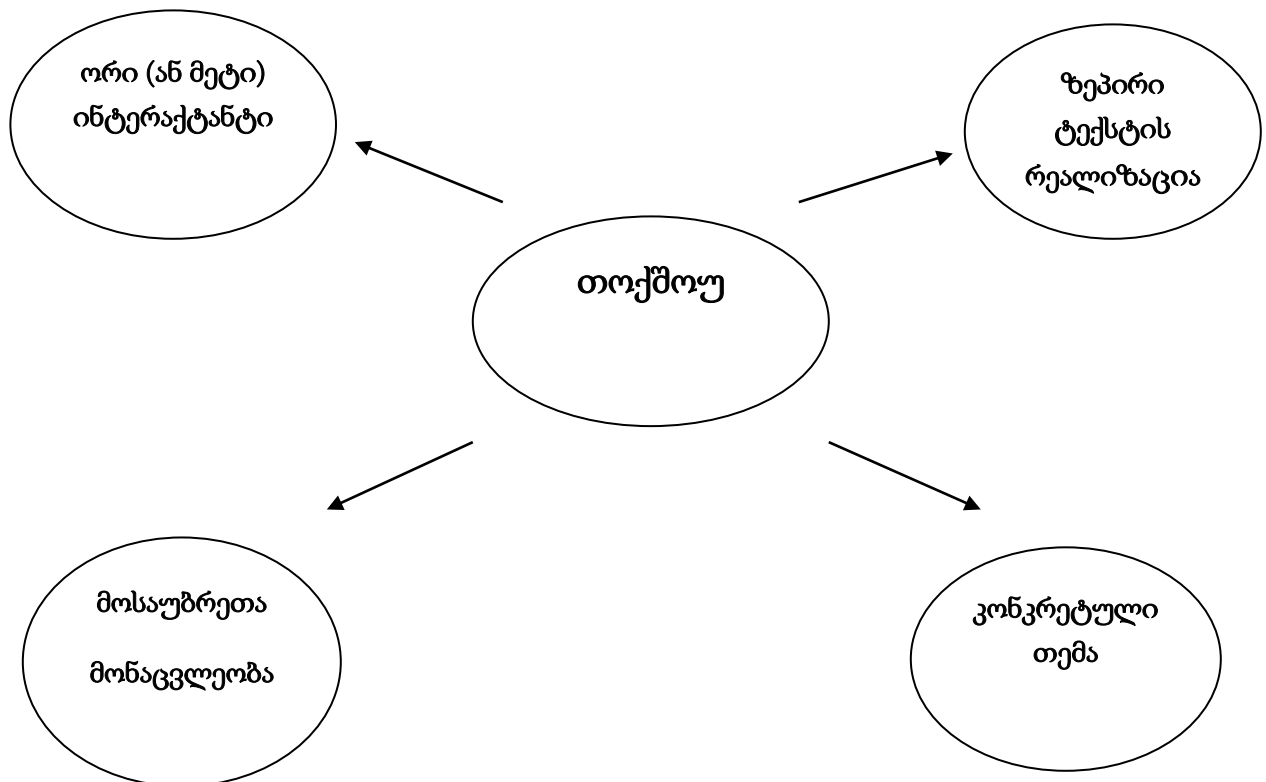 ორი (ან მეტი)
ინტერაქტანტი
ზეპირი
ტექსტის
რეალიზაცია
თოქშოუ
მოსაუბრეთა
მონაცვლეობა
კონკრეტული
თემა